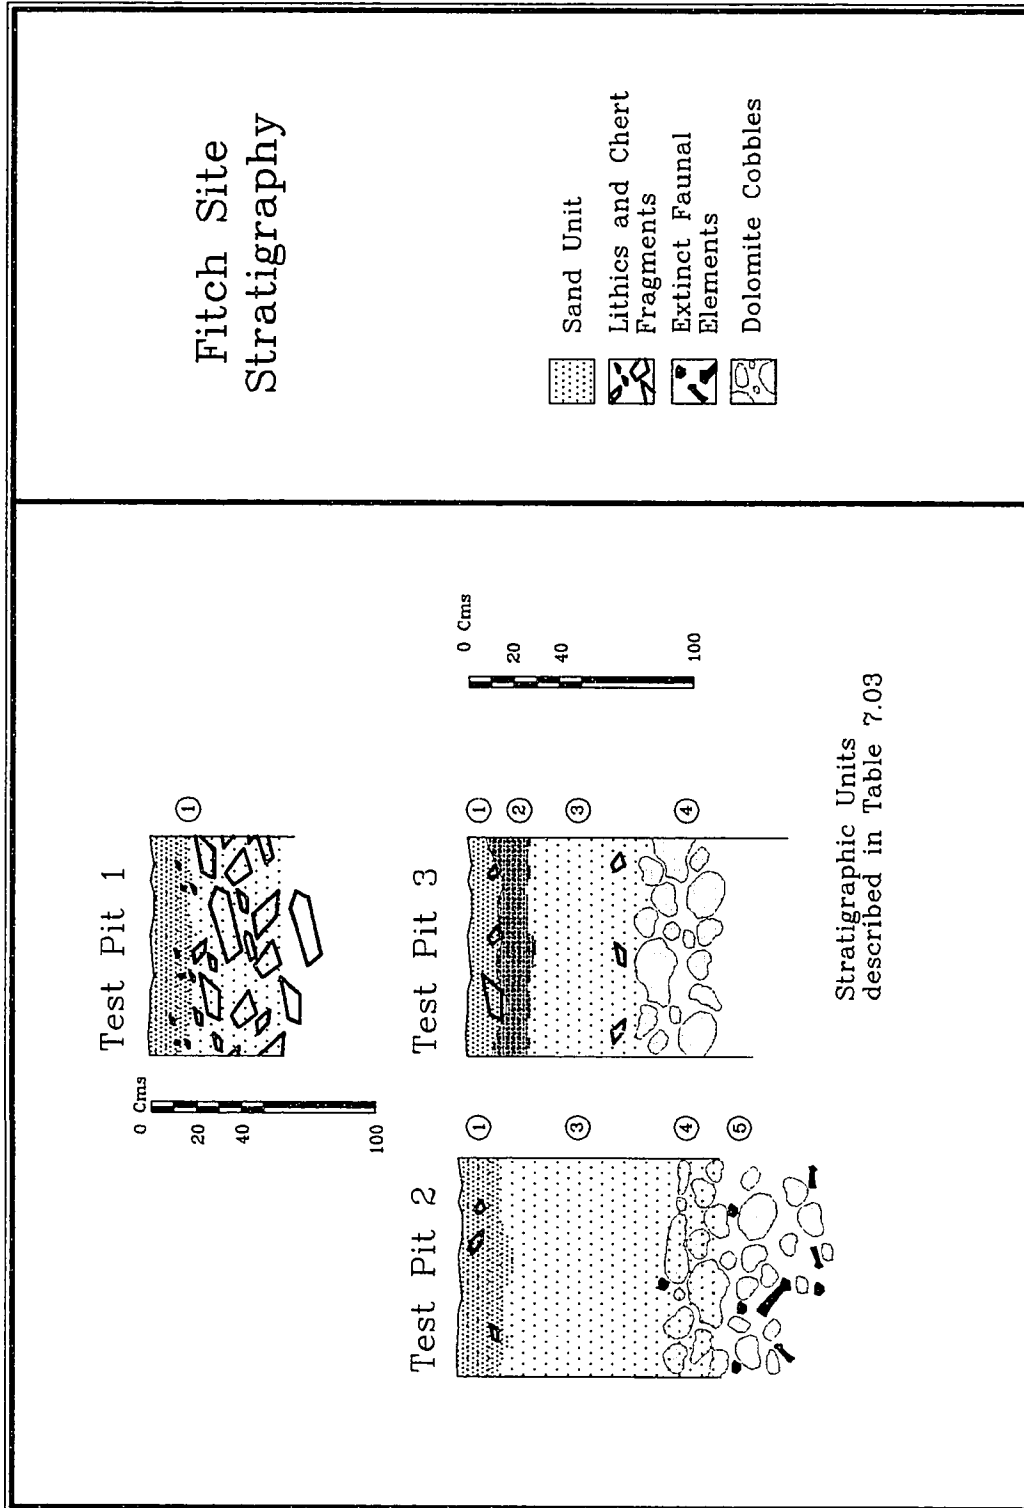 Fitch Site
Stratigraphy
Sand Unit
Lithics and Chert
Fragments
Extinct Faunal
Elements
Dolomite Cobbles
Test Pit 1
0 Cms
20
40
100
1
Test Pit 2
1
3
4
5
Test Pit 3
1
2
3
4
0 Cms
20
40
100
Stratigraphic Units
described in Table 7.03